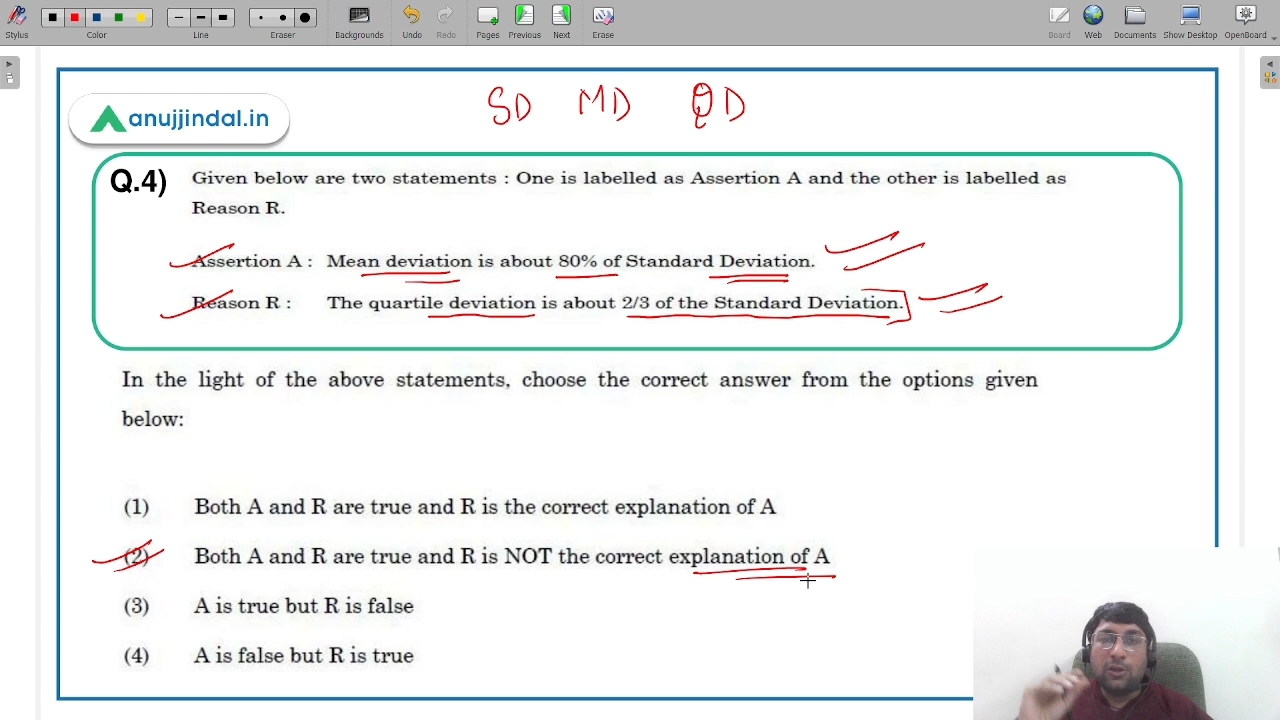 Stylus
Color
Line
Eraser
Backgrounds
Undo
Redo
Pages
Previous
Next
Erase
Board
Web
Documents
Show Desktop
OpenBoard
SD MD QD
anujjindal.in
Q.4) Given below are two statements : One is labelled as Assertion A and the other is labelled as
Reason R.
Assertion A : Mean deviation is about 80% of Standard Deviation.
Reason R : The quartile deviation is about 2/3 of the Standard Deviation.
In the light of the above statements, choose the correct answer from the options given
below:
(1) Both A and R are true and R is the correct explanation of A
(2) Both A and R are true and R is NOT the correct explanation of A
(3) A is true but R is false
(4) A is false but R is true